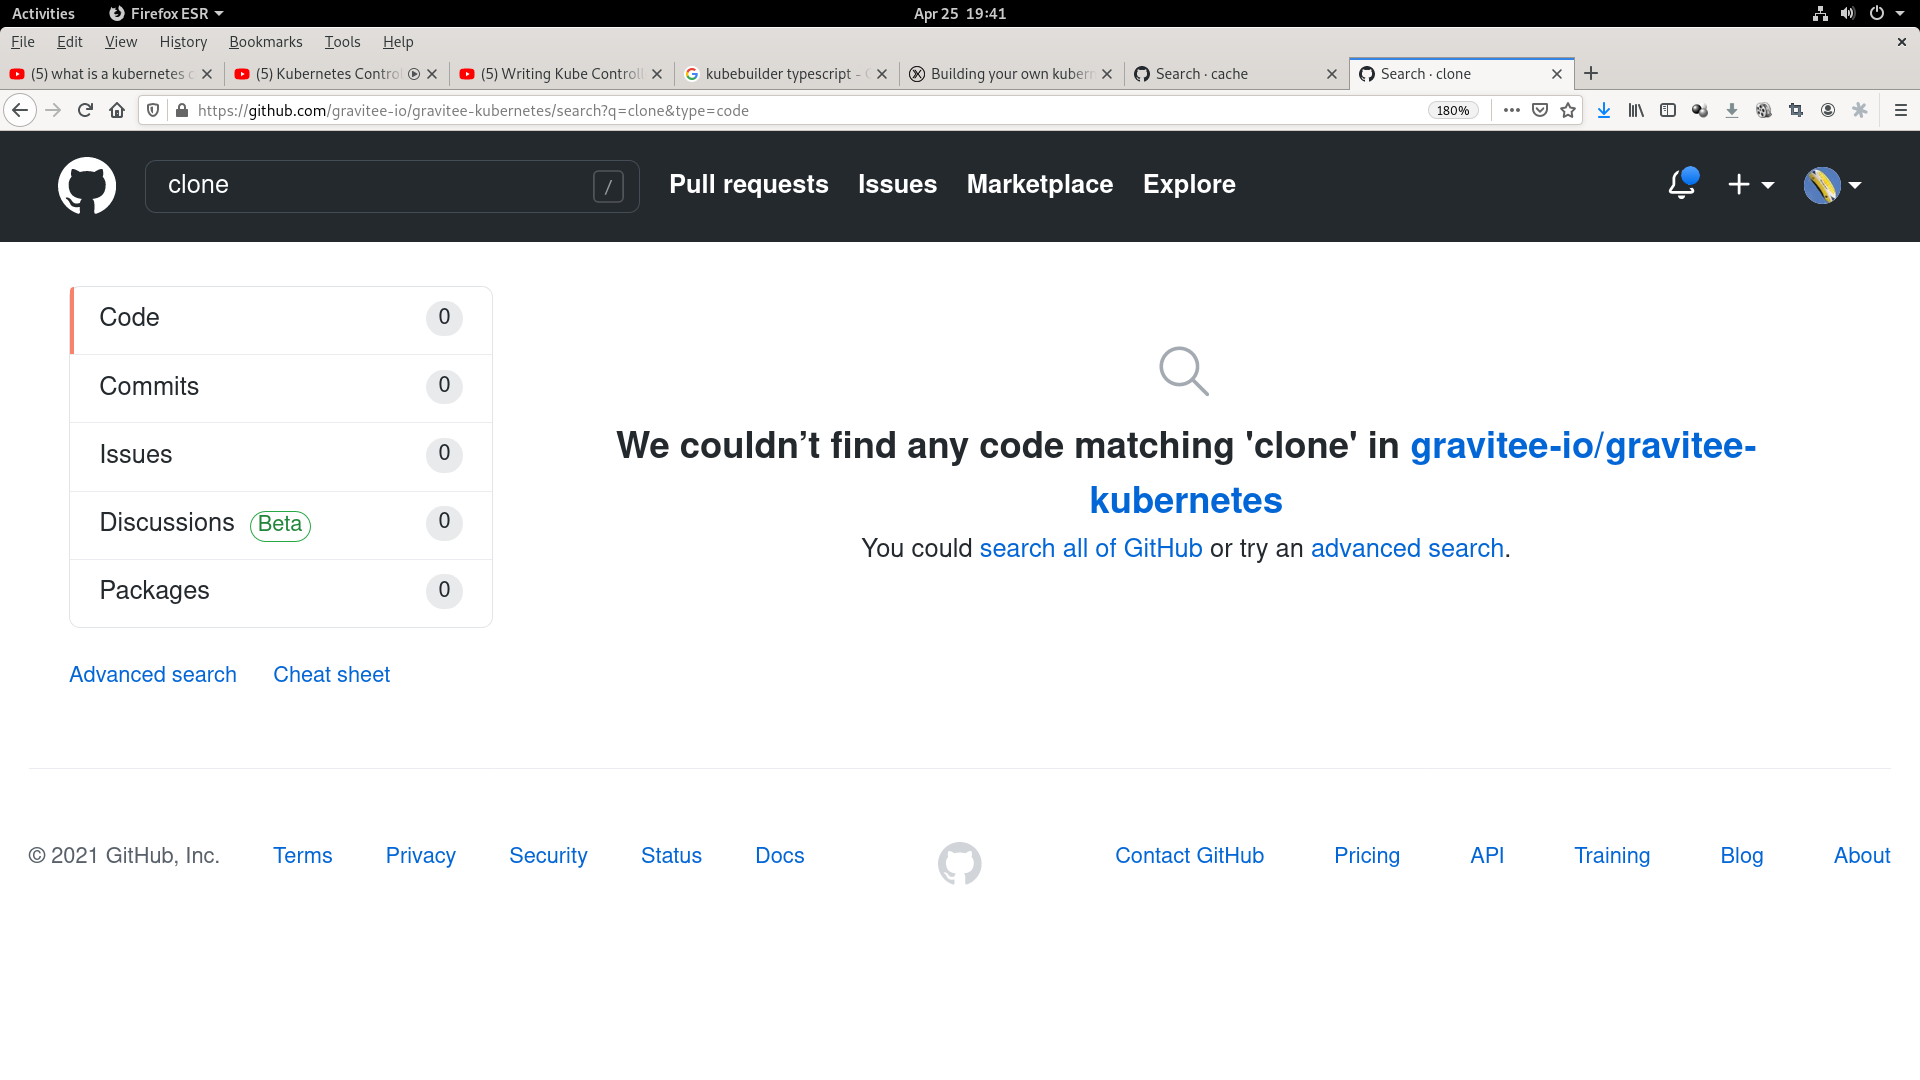 Activities Firefox ESR Apr 25 19:41
File Edit View History Bookmarks Tools Help
(5) what is a kubernetes (5) Kubernetes Control (5) Writing Kube Controll kubebuilder typescript - Building your own kubern Search · cache Search · clone
https://github.com/gravitee-io/gravitee-kubernetes/search?q=clone&type=code 180%
clone / Pull requests Issues Marketplace Explore
Code 0
Commits 0
Issues 0
Discussions Beta 0
Packages 0
Advanced search Cheat sheet
We couldn’t find any code matching 'clone' in gravitee-io/gravitee-
kubernetes
You could search all of GitHub or try an advanced search.
© 2021 GitHub, Inc. Terms Privacy Security Status Docs Contact GitHub Pricing API Training Blog About